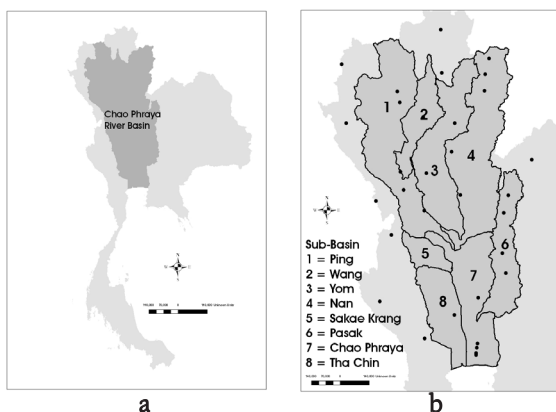 Chao Phraya
River Basin
a
1
2
3
4
5
6
7
8
Sub-Basin
1 = Ping
2 = Wang
3 = Yom
4 = Nan
5 = Sakae Krang
6 = Pasak
7 = Chao Phraya
8 = Tha Chin
b